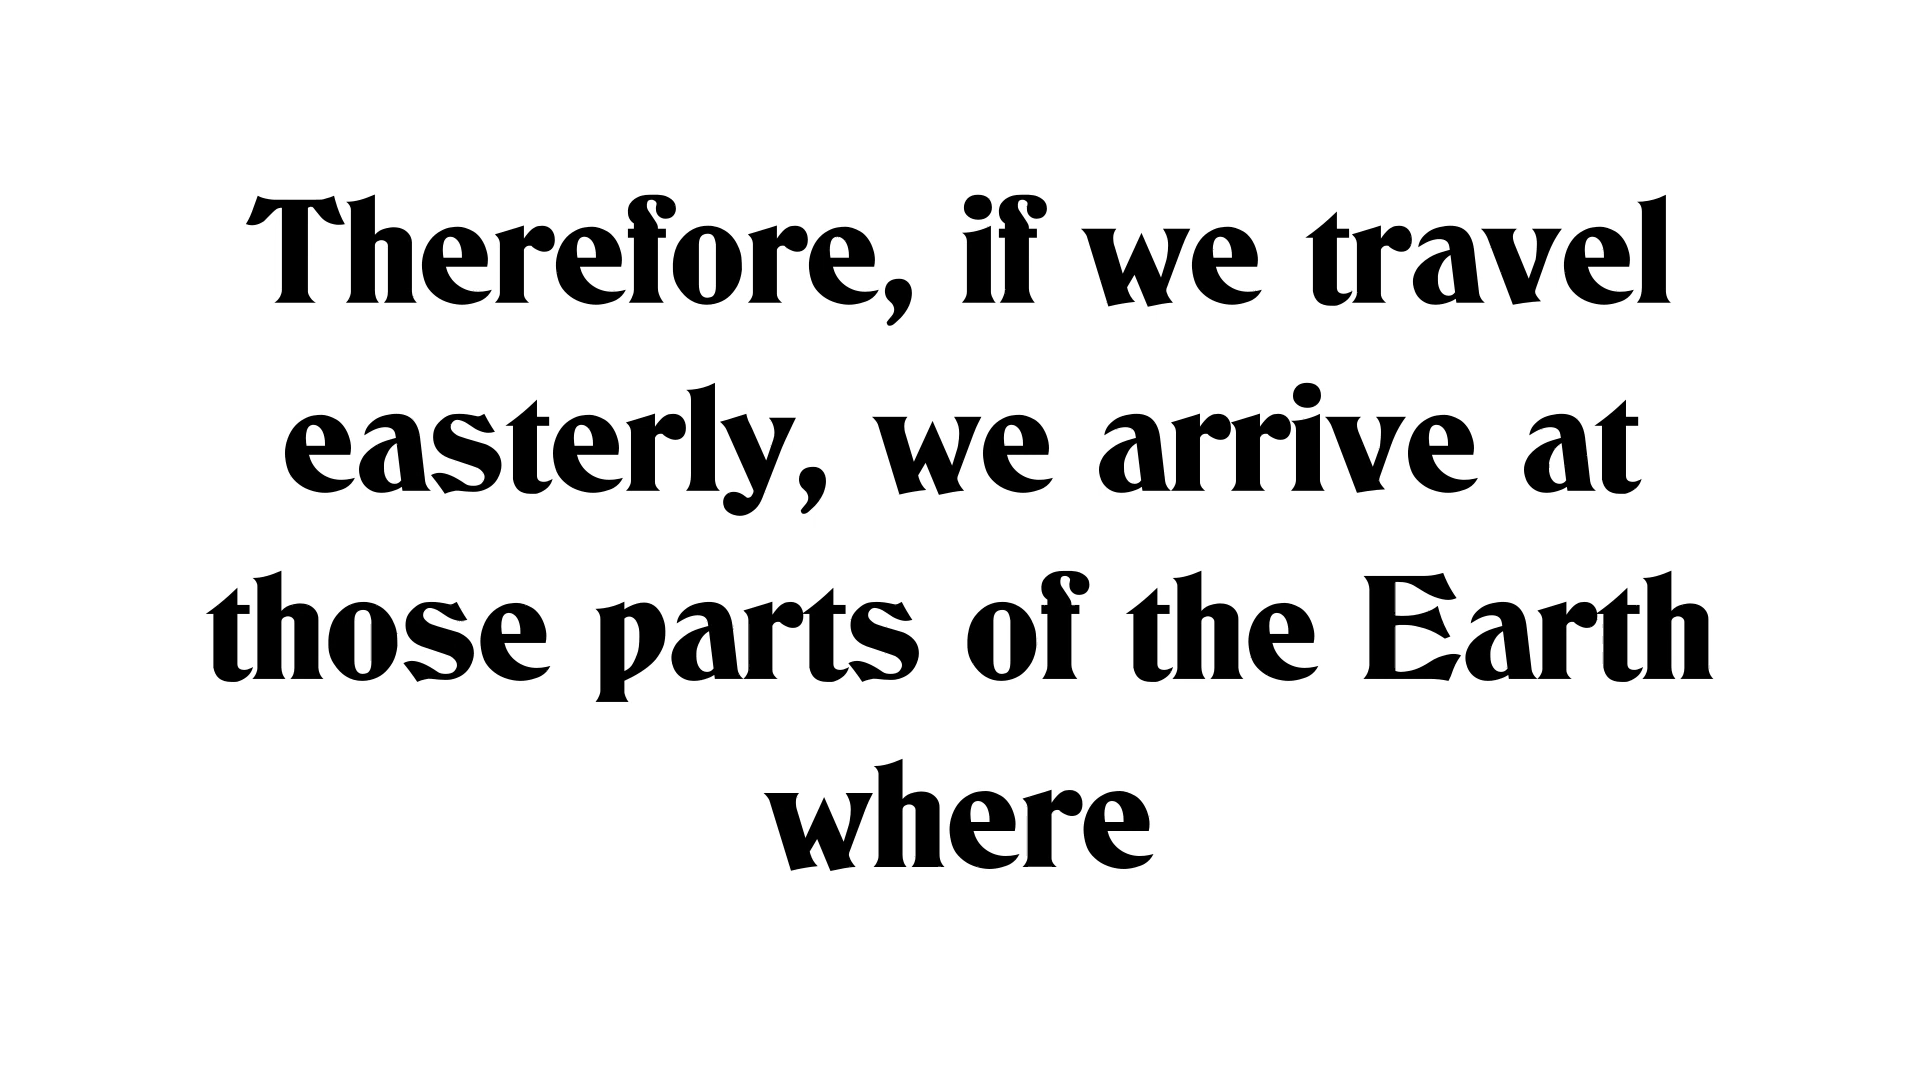 Therefore, if we travel
easterly, we arrive at
those parts of the Earth
where